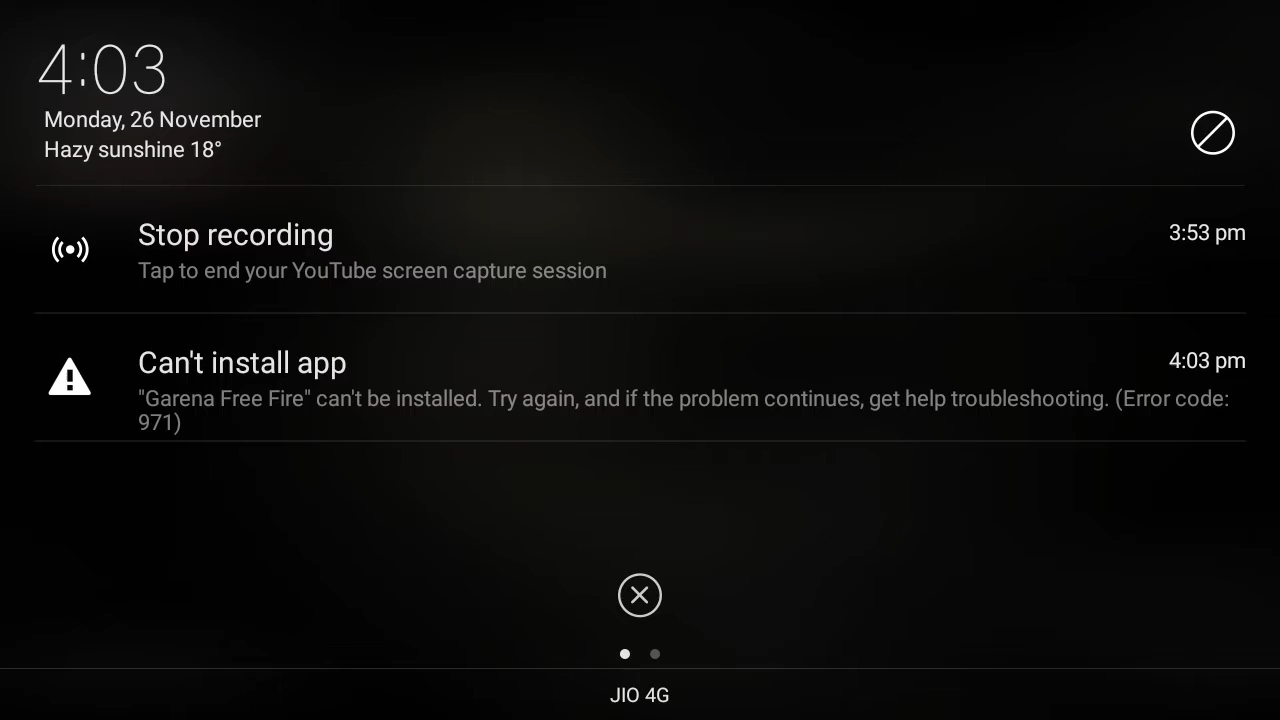 4:03
Monday, 26 November
Hazy sunshine 18°
Stop recording
3:53 pm
Tap to end your YouTube screen capture session
Can't install app
4:03 pm
"Garena Free Fire" can't be installed. Try again, and if the problem continues, get help troubleshooting. (Error code:
971)
JIO 4G